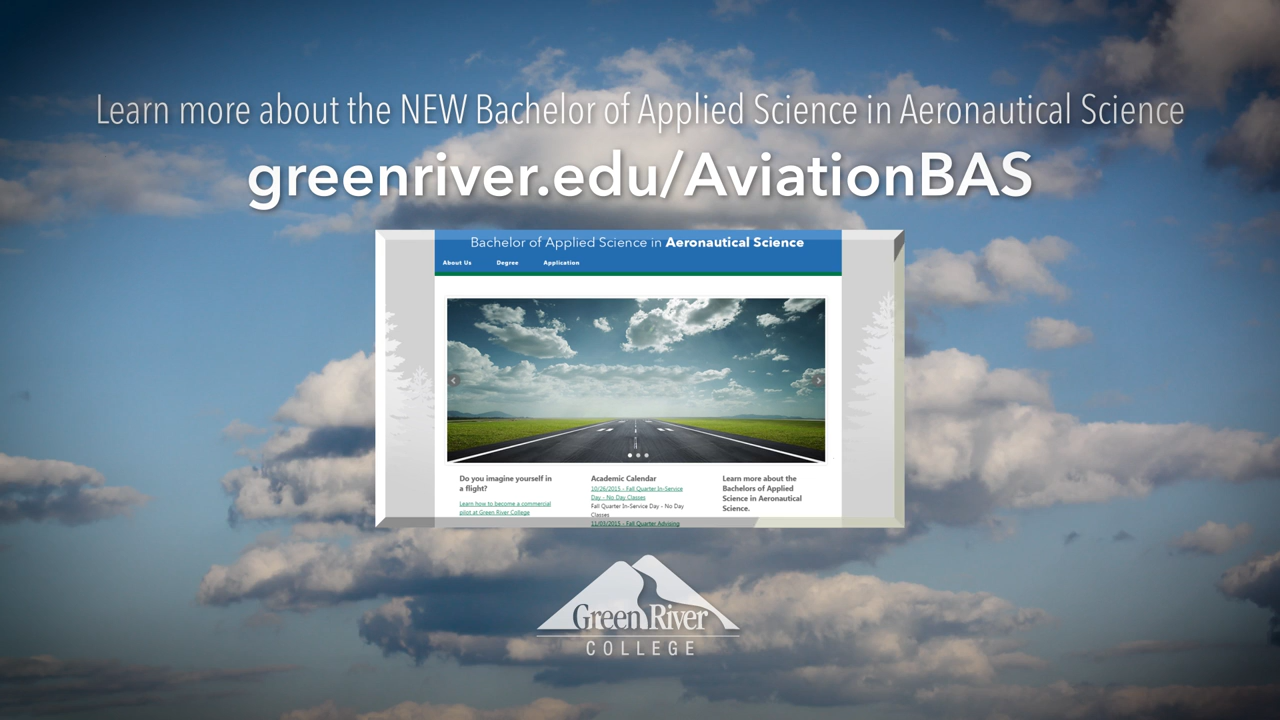 Learn more about the NEW Bachelor of Applied Science in Aeronautical Science
greenriver.edu/AviationBAS
Bachelor of Applied Science in Aeronautical Science
About Us Degree Application
Do you imagine yourself in
a flight?
Learn how to become a commercial
pilot at Green River College
Academic Calendar
10/26/2015 - Fall Quarter In-Service
Day - No Day Classes
Fall Quarter In-Service Day - No Day
Classes
11/03/2015 - Fall Quarter Advising
Learn more about the
Bachelors of Applied
Science in Aeronautical
Science.
Green River
COLLEGE